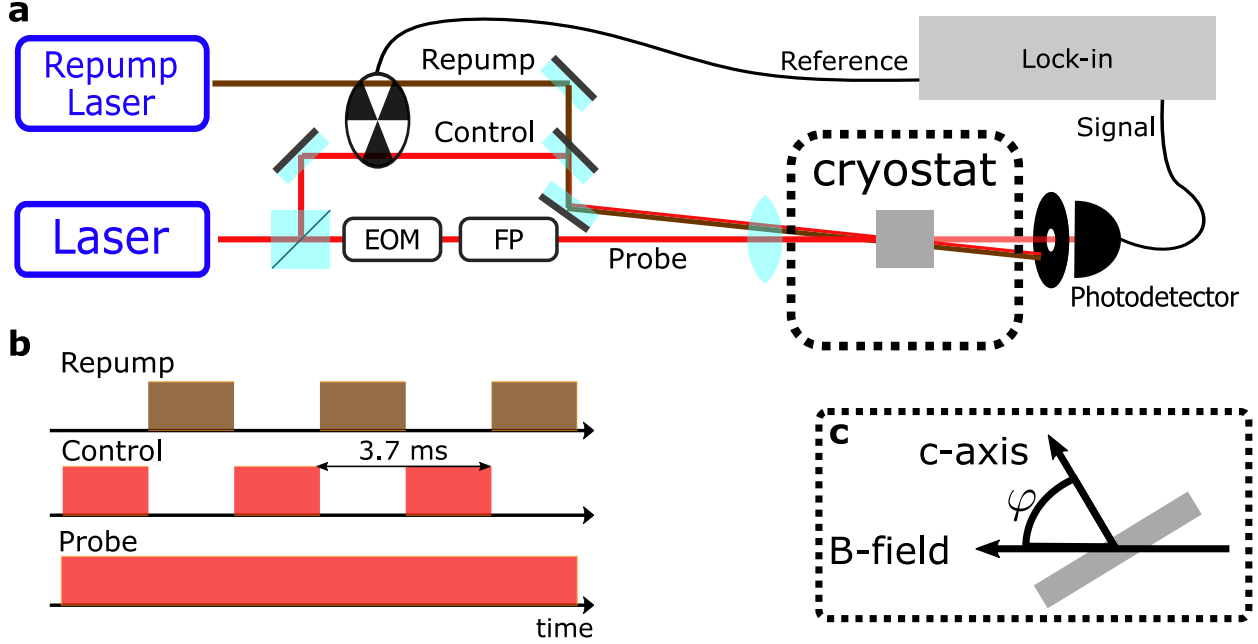 a
Repump
Laser
Repump
Reference
Lock-in
Control
Signal
cryostat
Laser
EOM
FP
Probe
Photodetector
b
Repump
Control
3.7 ms
Probe
time
c
c-axis
φ
B-field